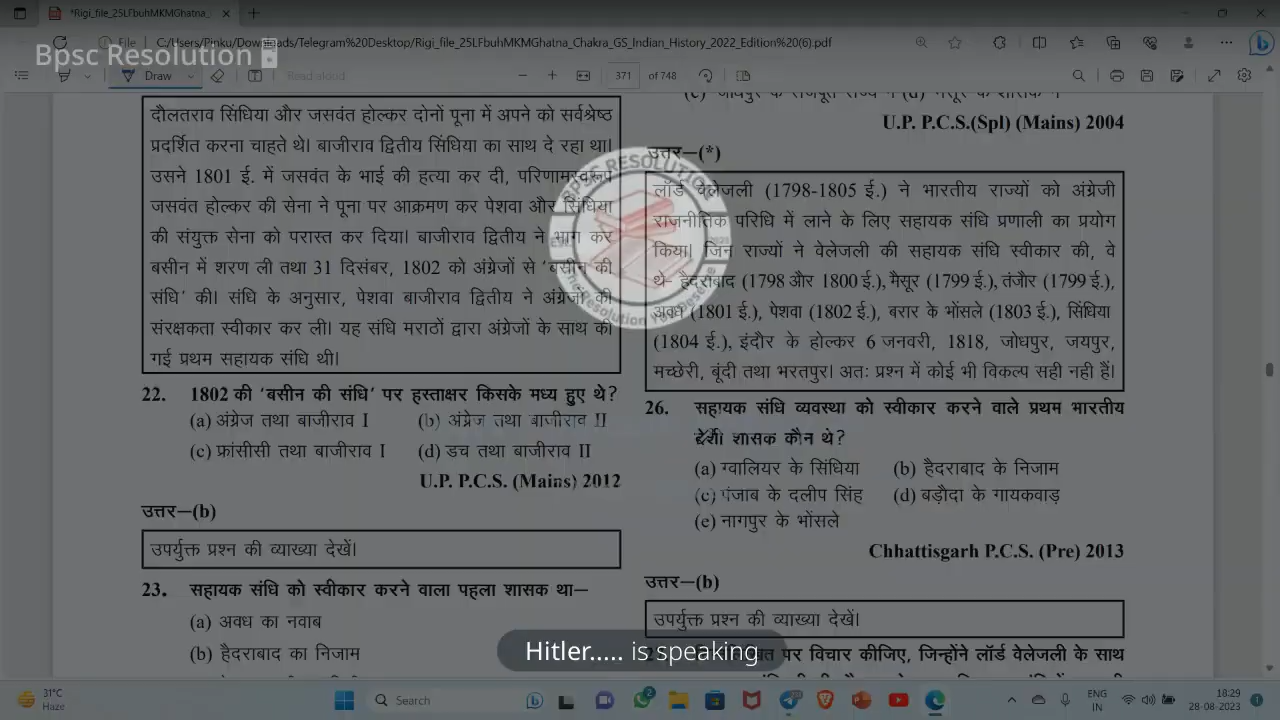 *Rigi_file_25LFbuhMKMGhatna_
Bpsc Resolution
File
C:/Users/Pinku/Downloads/Telegram%20Desktop/Rigi_file_25LFbuhMKMGhatna_Chakra_GS_Indian_History_2022_Edition%20(6).pdf
Draw
Read aloud
371 of 748
दौलतराव सिंधिया और जसवंत होल्कर दोनों पूना में अपने को सर्वश्रेष्ठ
प्रदर्शित करना चाहते थे। बाजीराव द्वितीय सिंधिया का साथ दे रहा था।
उसने 1801 ई. में जसवंत के भाई की हत्या कर दी, परिणामस्वरूप
जसवंत होल्कर की सेना ने पूना पर आक्रमण कर पेशवा और सिंधिया
की संयुक्त सेना को परास्त कर दिया। बाजीराव द्वितीय ने भाग कर
बसीन में शरण ली तथा 31 दिसंबर, 1802 को अंग्रेजों से 'बसीन की
संधि' की। संधि के अनुसार, पेशवा बाजीराव द्वितीय ने अंग्रेजों की
संरक्षकता स्वीकार कर ली। यह संधि मराठों द्वारा अंग्रेजों के साथ की
गई प्रथम सहायक संधि थी।
22. 1802 की 'बसीन की संधि' पर हस्ताक्षर किसके मध्य हुए थे?
(a) अंग्रेज तथा बाजीराव I (b) अंग्रेज तथा बाजीराव II
(c) फ्रांसीसी तथा बाजीराव I (d) डच तथा बाजीराव II
U.P. P.C.S. (Mains) 2012
उत्तर—(b)
उपर्युक्त प्रश्न की व्याख्या देखें।
23. सहायक संधि को स्वीकार करने वाला पहला शासक था—
(a) अवध का नवाब
(b) हैदराबाद का निजाम
U.P. P.C.S.(Spl) (Mains) 2004
उत्तर—(*)
लॉर्ड वेलेजली (1798-1805 ई.) ने भारतीय राज्यों को अंग्रेजी
राजनीतिक परिधि में लाने के लिए सहायक संधि प्रणाली का प्रयोग
किया। जिन राज्यों ने वेलेजली की सहायक संधि स्वीकार की, वे
थे- हैदराबाद (1798 और 1800 ई.), मैसूर (1799 ई.), तंजौर (1799 ई.),
अवध (1801 ई.), पेशवा (1802 ई.), बरार के भोंसले (1803 ई.), सिंधिया
(1804 ई.), इंदौर के होल्कर 6 जनवरी, 1818, जोधपुर, जयपुर,
मच्छेरी, बूंदी तथा भरतपुर। अतः प्रश्न में कोई भी विकल्प सही नही हैं।
26. सहायक संधि व्यवस्था को स्वीकार करने वाले प्रथम भारतीय
देशी शासक कौन थे?
(a) ग्वालियर के सिंधिया (b) हैदराबाद के निजाम
(c) पंजाब के दलीप सिंह (d) बड़ौदा के गायकवाड़
(e) नागपुर के भोंसले
Chhattisgarh P.C.S. (Pre) 2013
उत्तर—(b)
उपर्युक्त प्रश्न की व्याख्या देखें।
पर विचार कीजिए, जिन्होंने लॉर्ड वेलेजली के साथ
BPSC RESOLUTION
Hitler..... is speaking
31°C
Haze
Search
2
ENG
IN
18:29
28-08-2023